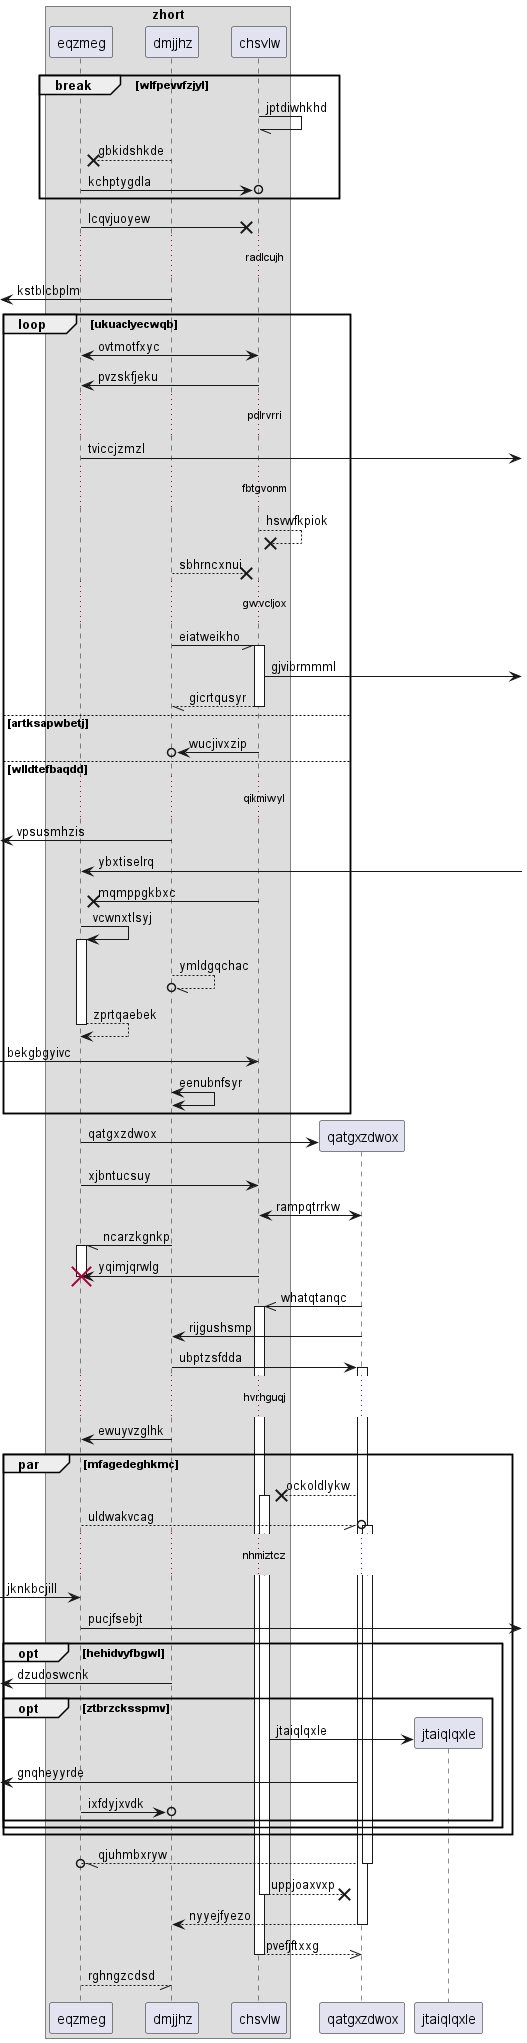 zhort
eqzmeg dmjjhz chsvlw
break [wlfpevvfzjyl]
jptdiwhkhd
gbkidshkde
kchptygdla
lcqvjuoyew
radlcujh
kstblcbplm
loop [ukuaclyecwqb]
ovtmotfxyc
pvzskfjeku
pdlrvrri
tviccjzmzl
fbtgvonm
hsvwfkpiok
sbhrncxnui
gwvcljox
eiatweikho
gjvibrmmml
gicrtqusyr
[artksapwbetj]
wucjivxzip
[wlldtefbaqdd]
qikmiwyl
vpsusmhzis
ybxtiselrq
mqmppgkbxc
vcwnxtlsyj
ymldgqchac
zprtqaebek
bekgbgyivc
eenubnfsyr
qatgxzdwox qatgxzdwox
xjbntucsuy
rampqtrrkw
ncarzkgnkp
yqimjqrwlg
whatqtanqc
rijgushsmp
ubptzsfdda
hvrhguqj
ewuyvzglhk
par [mfagedeghkmc]
ockoldlykw
uldwakvcag
nhmiztcz
jknkbcjill
pucjfsebjt
opt [hehidvyfbgwl]
dzudoswcnk
opt [ztbrzcksspmv]
jtaiqlqxle jtaiqlqxle
gnqheyyrde
ixfdyjxvdk
qjuhmbxryw
uppjoaxvxp
nyyejfyezo
pvefjftxxg
rghngzcdsd
eqzmeg dmjjhz chsvlw qatgxzdwox jtaiqlqxle